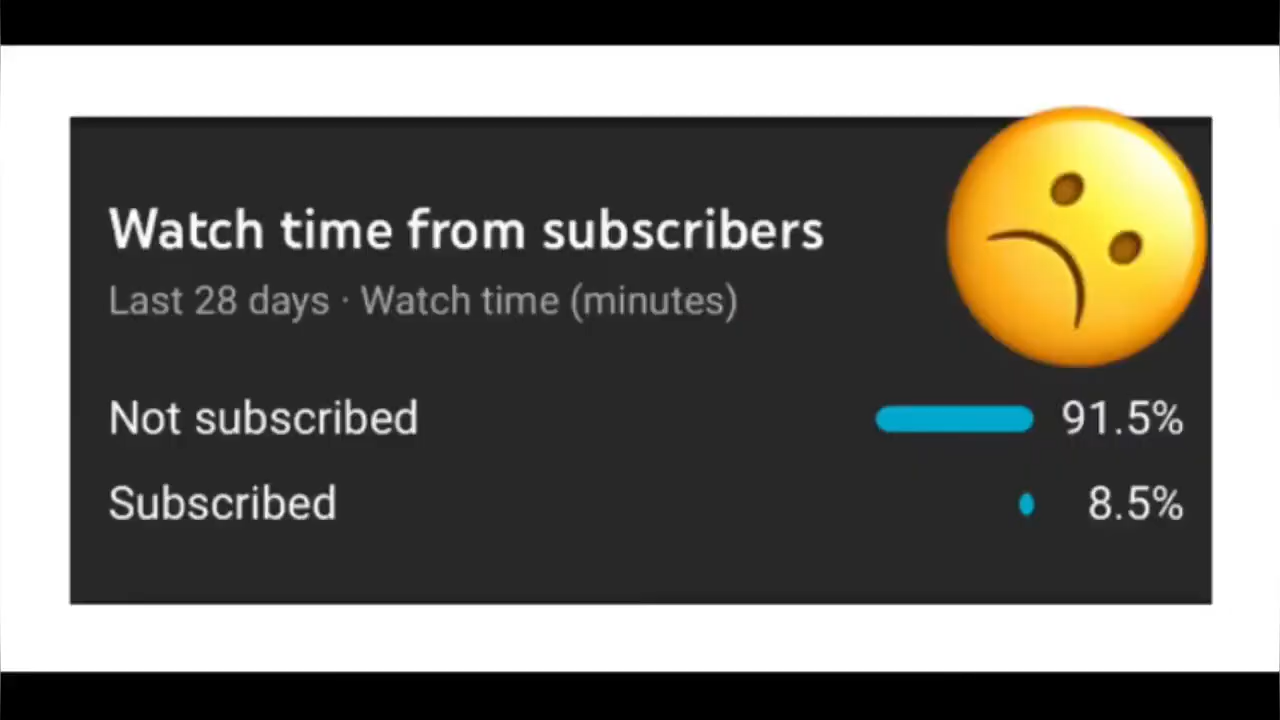 Watch time from subscribers
Last 28 days · Watch time (minutes)
Not subscribed 91.5%
Subscribed 8.5%